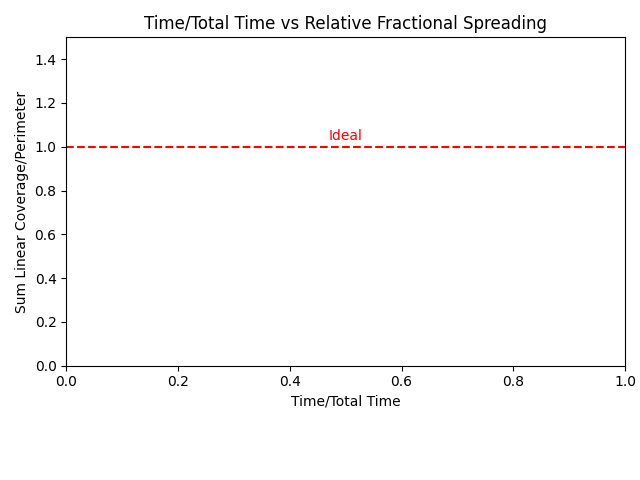 Time/Total Time vs Relative Fractional Spreading
1.4
1.2
1.0
0.8
0.6
0.4
0.2
0.0
Sum Linear Coverage/Perimeter
Ideal
0.0 0.2 0.4 0.6 0.8 1.0
Time/Total Time